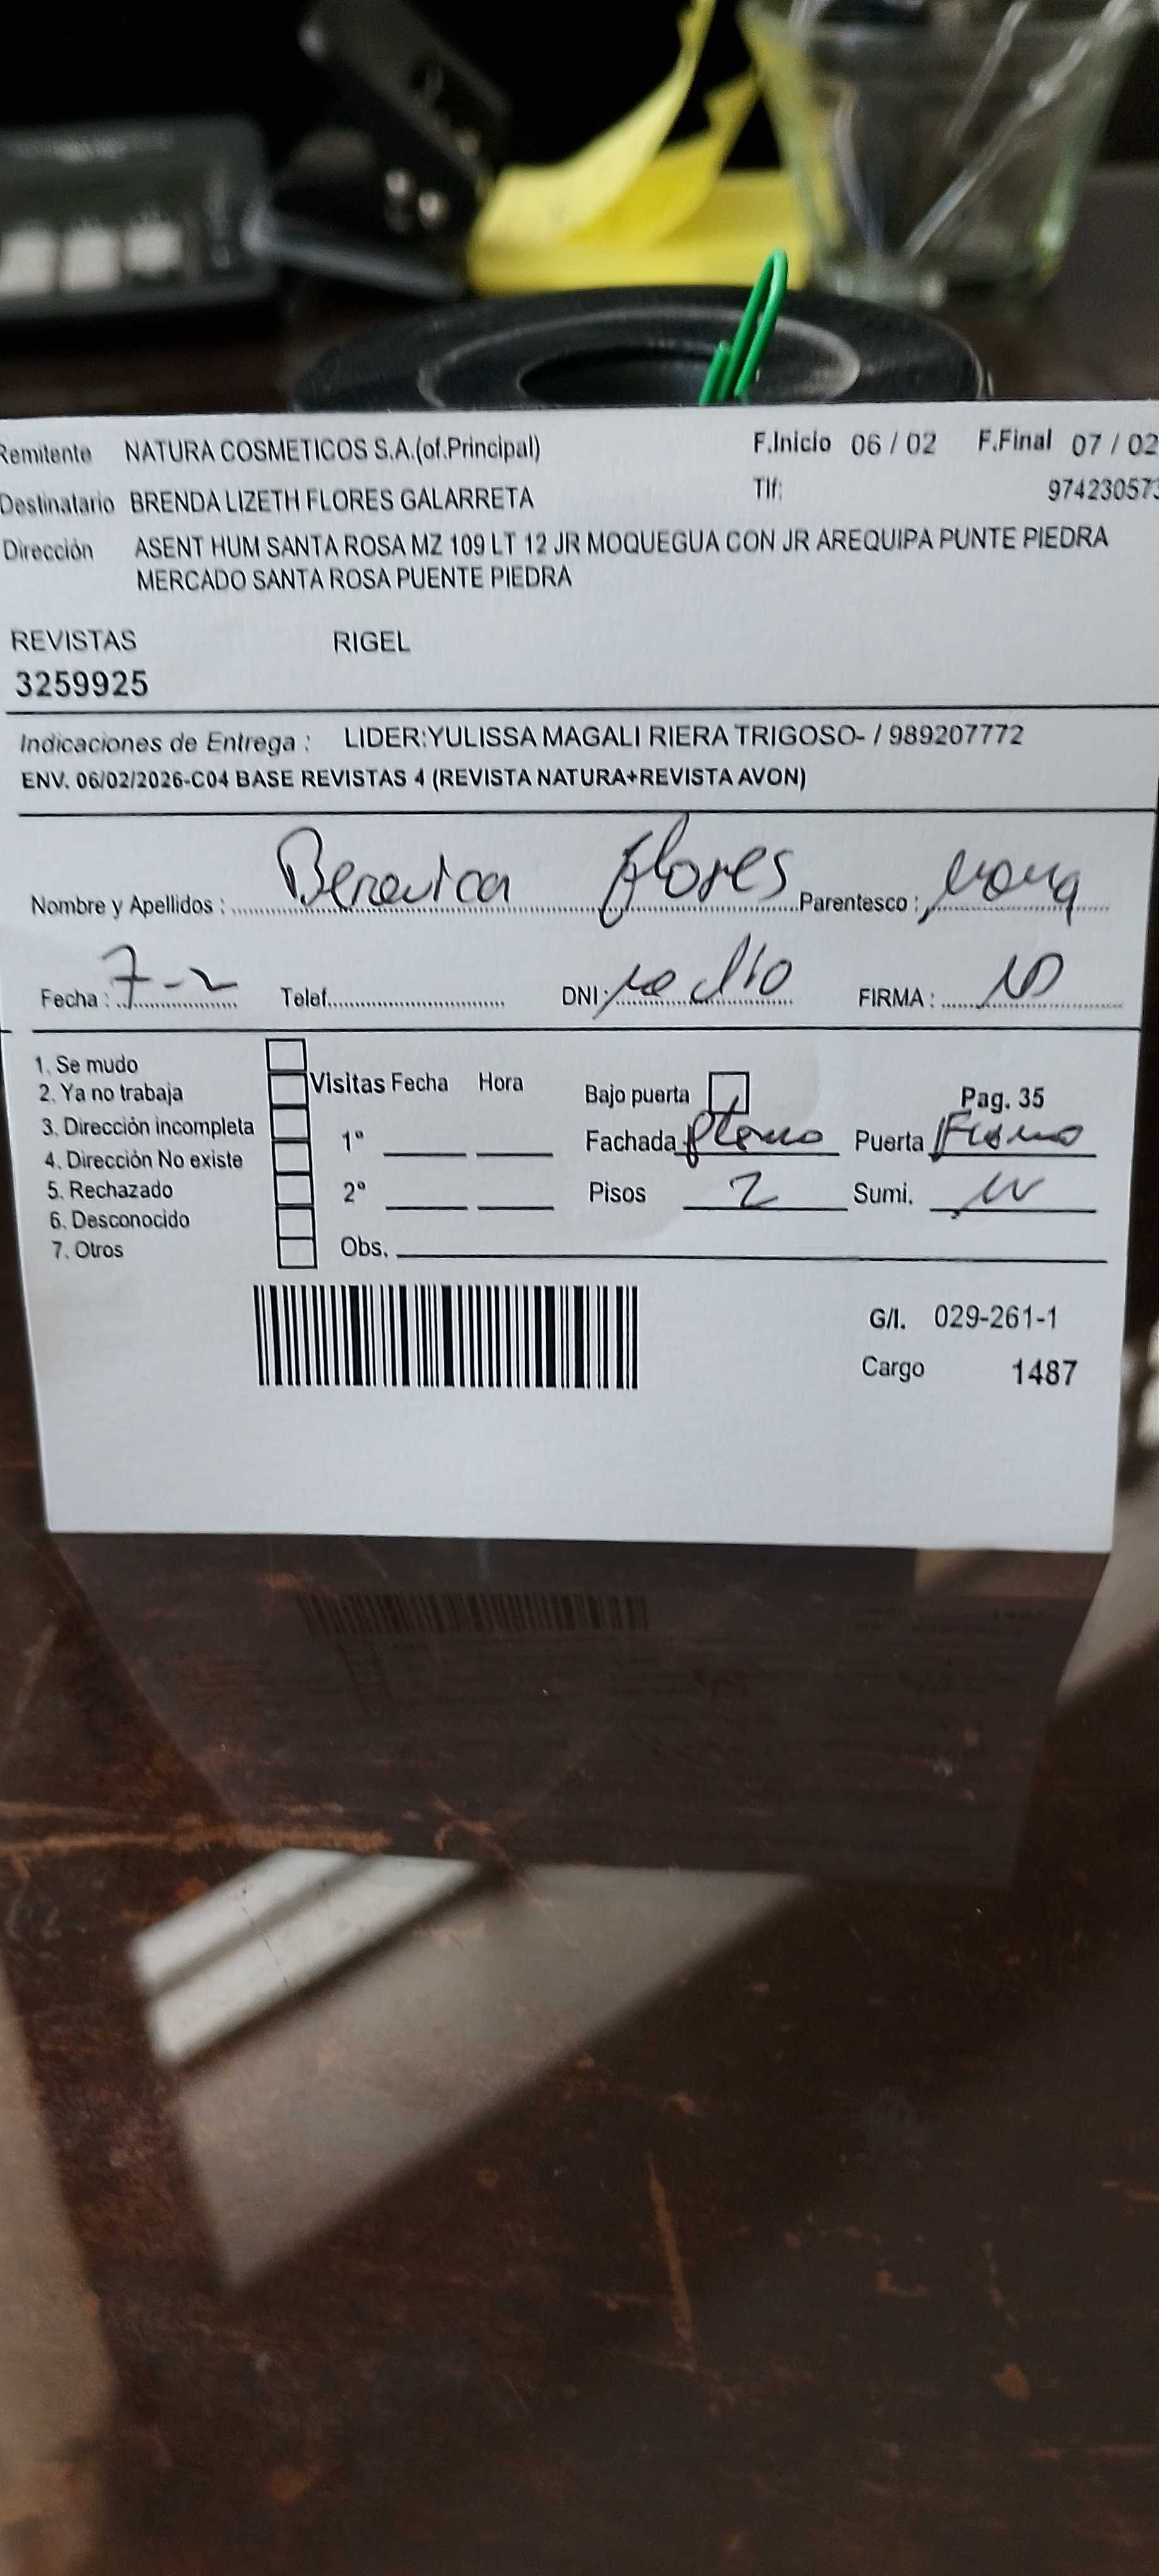 Remitente NATURA COSMETICOS S.A.(of.Principal) F.Inicio 06 / 02 F.Final 07 / 02
Destinatario BRENDA LIZETH FLORES GALARRETA Tlf: 974230573
Dirección ASENT HUM SANTA ROSA MZ 109 LT 12 JR MOQUEGUA CON JR AREQUIPA PUNTE PIEDRA
MERCADO SANTA ROSA PUENTE PIEDRA
REVISTAS RIGEL
3259925
Indicaciones de Entrega : LIDER:YULISSA MAGALI RIERA TRIGOSO- / 989207772
ENV. 06/02/2026-C04 BASE REVISTAS 4 (REVISTA NATURA+REVISTA AVON)
Nombre y Apellidos : Flores Parentesco :
Fecha : 7-2 Telef. DNI: no dio FIRMA :
1. Se mudo
2. Ya no trabaja Visitas Fecha Hora Bajo puerta Pag. 35
3. Dirección incompleta 1° Fachada Puerta
4. Dirección No existe
5. Rechazado 2° Pisos 2 Sumi.
6. Desconocido
7. Otros Obs.
G/I. 029-261-1
Cargo 1487